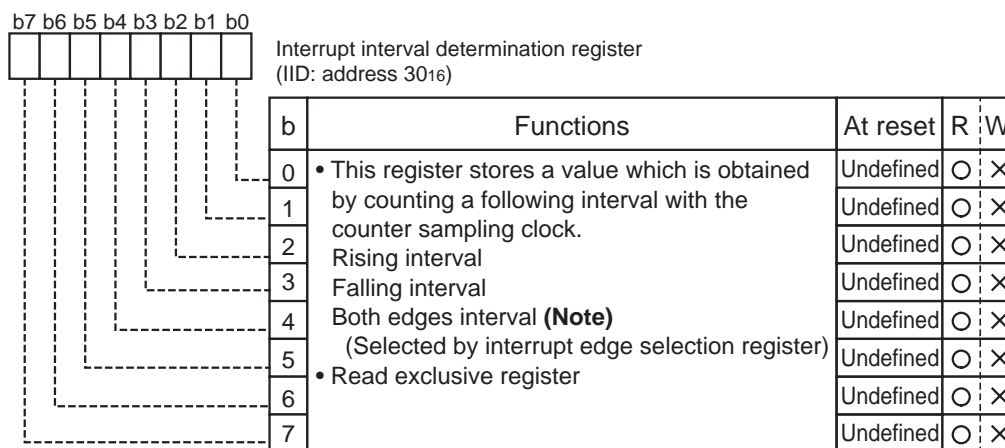 b7 b6 b5 b4 b3 b2 b1 b0
Interrupt interval determination register
(IID: address 3016)
b Functions At reset R W
0 • This register stores a value which is obtained Undefined O ×
1 by counting a following interval with the Undefined O ×
counter sampling clock.
2 Undefined O ×
Rising interval
3 Falling interval Undefined O ×
4 Both edges interval (Note) Undefined O ×
(Selected by interrupt edge selection register)
5 Undefined O ×
• Read exclusive register
6 Undefined O ×
7 Undefined O ×